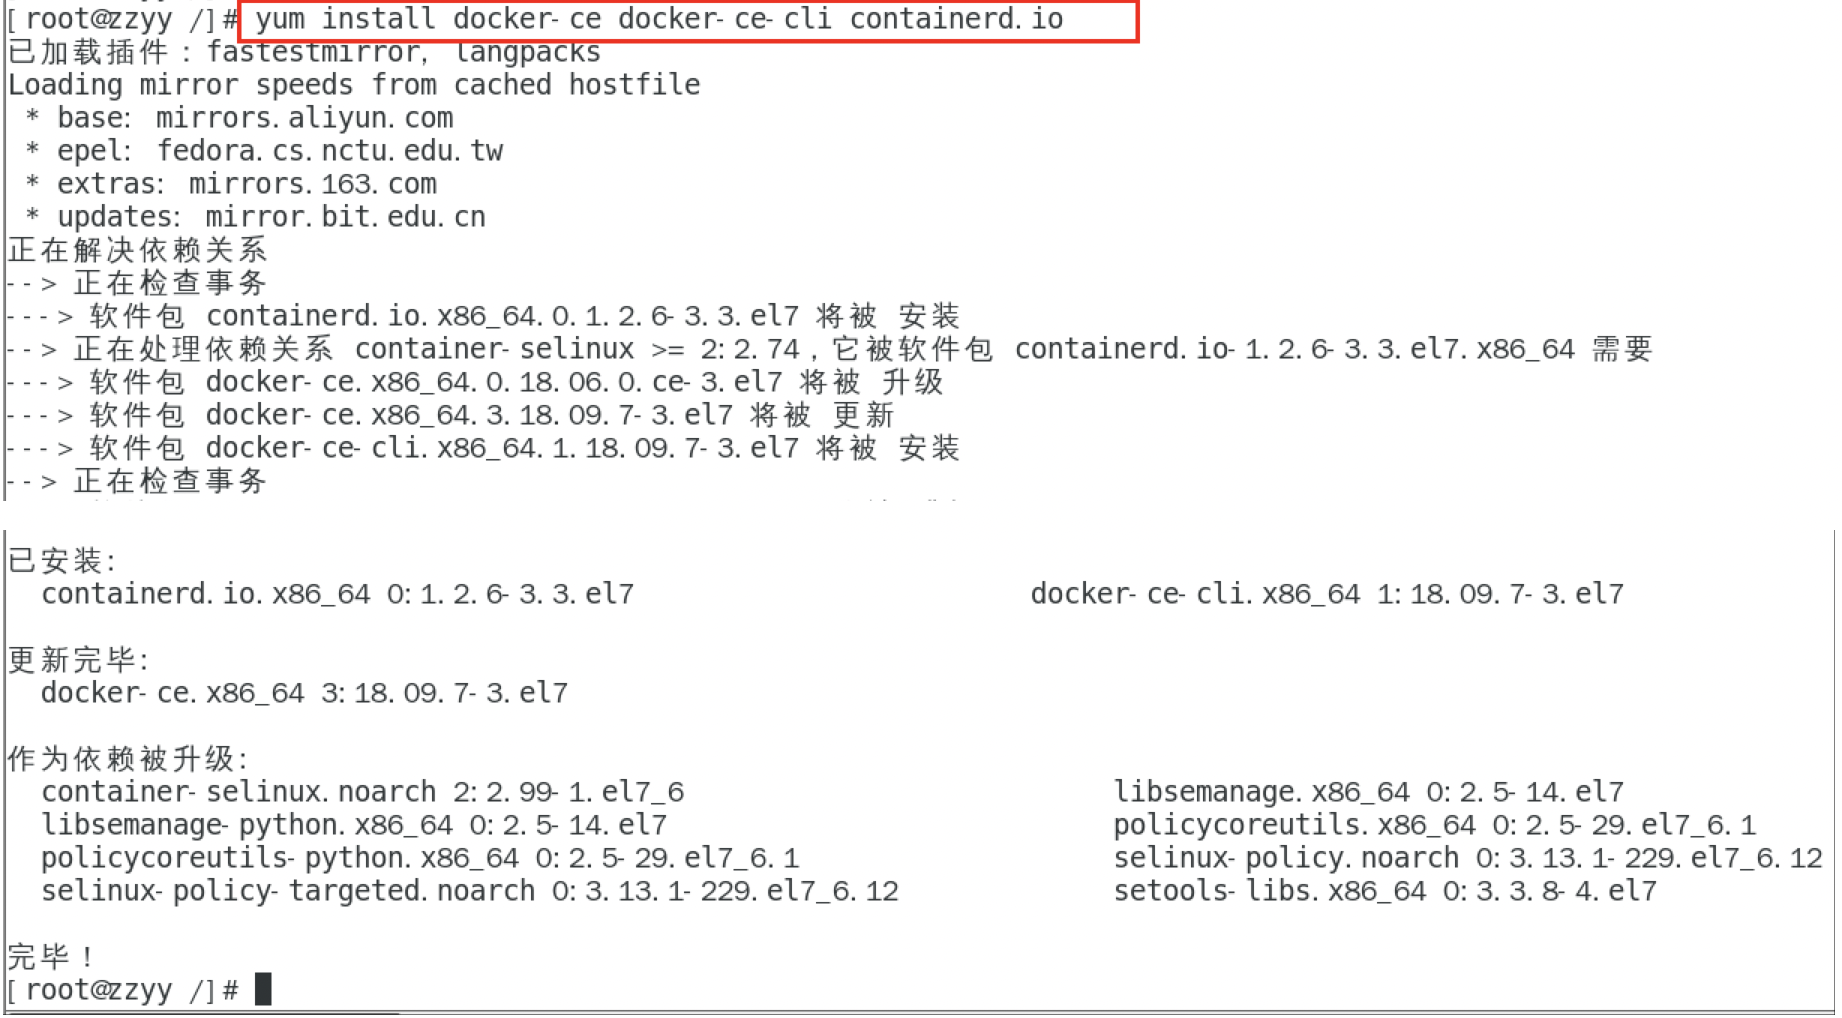 [root@zzyy /]# yum install docker-ce docker-ce-cli containerd.io
已加载插件：fastestmirror, langpacks
Loading mirror speeds from cached hostfile
 * base: mirrors.aliyun.com
 * epel: fedora.cs.nctu.edu.tw
 * extras: mirrors.163.com
 * updates: mirror.bit.edu.cn
正在解决依赖关系
--> 正在检查事务
---> 软件包 containerd.io.x86_64.0.1.2.6-3.3.el7 将被 安装
--> 正在处理依赖关系 container-selinux >= 2:2.74，它被软件包 containerd.io-1.2.6-3.3.el7.x86_64 需要
---> 软件包 docker-ce.x86_64.0.18.06.0.ce-3.el7 将被 升级
---> 软件包 docker-ce.x86_64.3.18.09.7-3.el7 将被 更新
---> 软件包 docker-ce-cli.x86_64.1.18.09.7-3.el7 将被 安装
--> 正在检查事务
已安装:
  containerd.io.x86_64 0:1.2.6-3.3.el7    docker-ce-cli.x86_64 1:18.09.7-3.el7
更新完毕:
  docker-ce.x86_64 3:18.09.7-3.el7
作为依赖被升级:
  container-selinux.noarch 2:2.99-1.el7_6    libsemanage.x86_64 0:2.5-14.el7
  libsemanage-python.x86_64 0:2.5-14.el7    policycoreutils.x86_64 0:2.5-29.el7_6.1
  policycoreutils-python.x86_64 0:2.5-29.el7_6.1    selinux-policy.noarch 0:3.13.1-229.el7_6.12
  selinux-policy-targeted.noarch 0:3.13.1-229.el7_6.12    setools-libs.x86_64 0:3.3.8-4.el7
完毕！
[root@zzyy /]#